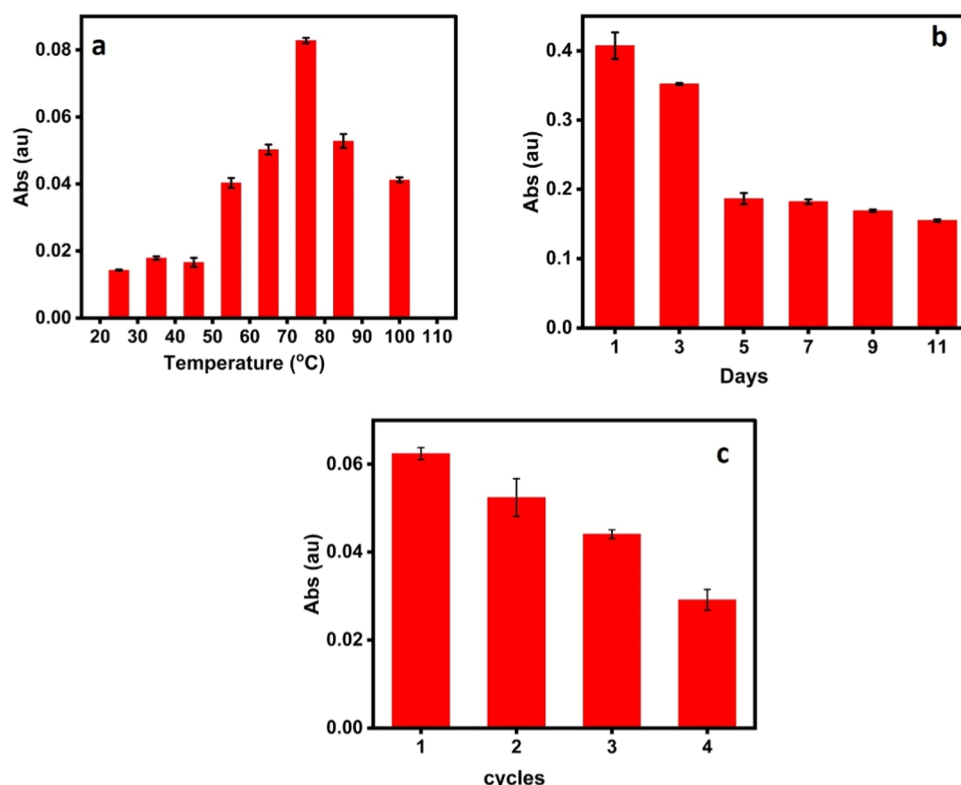 a
0.08
0.06
0.04
0.02
0.00
Abs (au)
20 30 40 50 60 70 80 90 100 110
Temperature (°C)
b
0.4
0.3
0.2
0.1
0.0
Abs (au)
1 3 5 7 9 11
Days
c
0.06
0.04
0.02
0.00
Abs (au)
1 2 3 4
cycles